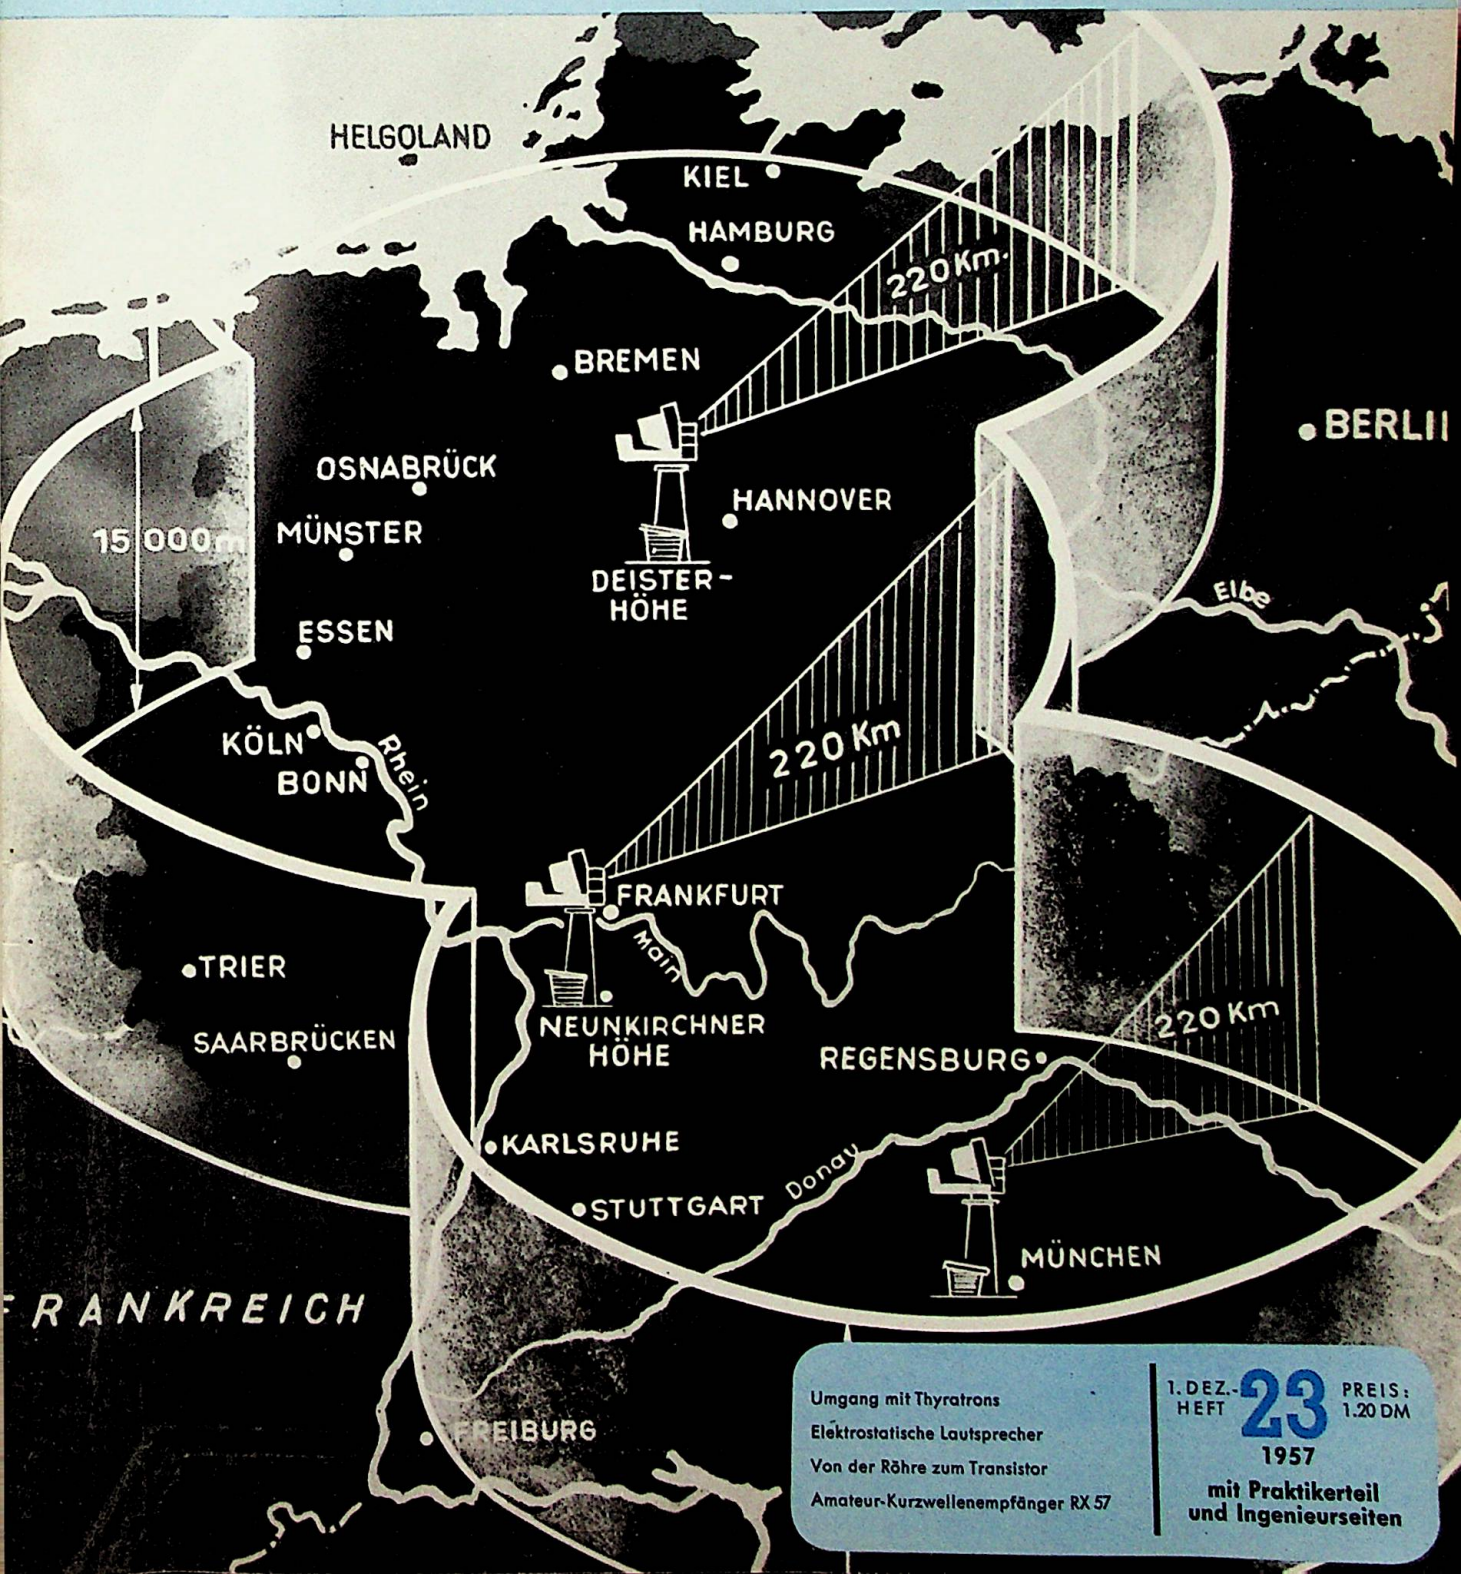 HELGOLAND
KIEL
HAMBURG
220 Km.
BREMEN
BERLI
OSNABRÜCK
HANNOVER
15 000m
MÜNSTER
DEISTER-
HÖHE
Elbe
ESSEN
KÖLN
BONN
Rhein
220 Km
FRANKFURT
Main
TRIER
NEUNKIRCHNER
HÖHE
220 Km
SAARBRÜCKEN
REGENSBURG
KARLSRUHE
Donau
STUTTGART
MÜNCHEN
FRANKREICH
FREIBURG
Umgang mit Thyratrons
Elektrostatische Lautsprecher
Von der Röhre zum Transistor
Amateur-Kurzwellenempfänger RX 57
1. DEZ.-
HEFT
23
PREIS:
1.20 DM
1957
mit Praktikerteil
und Ingenieurseiten